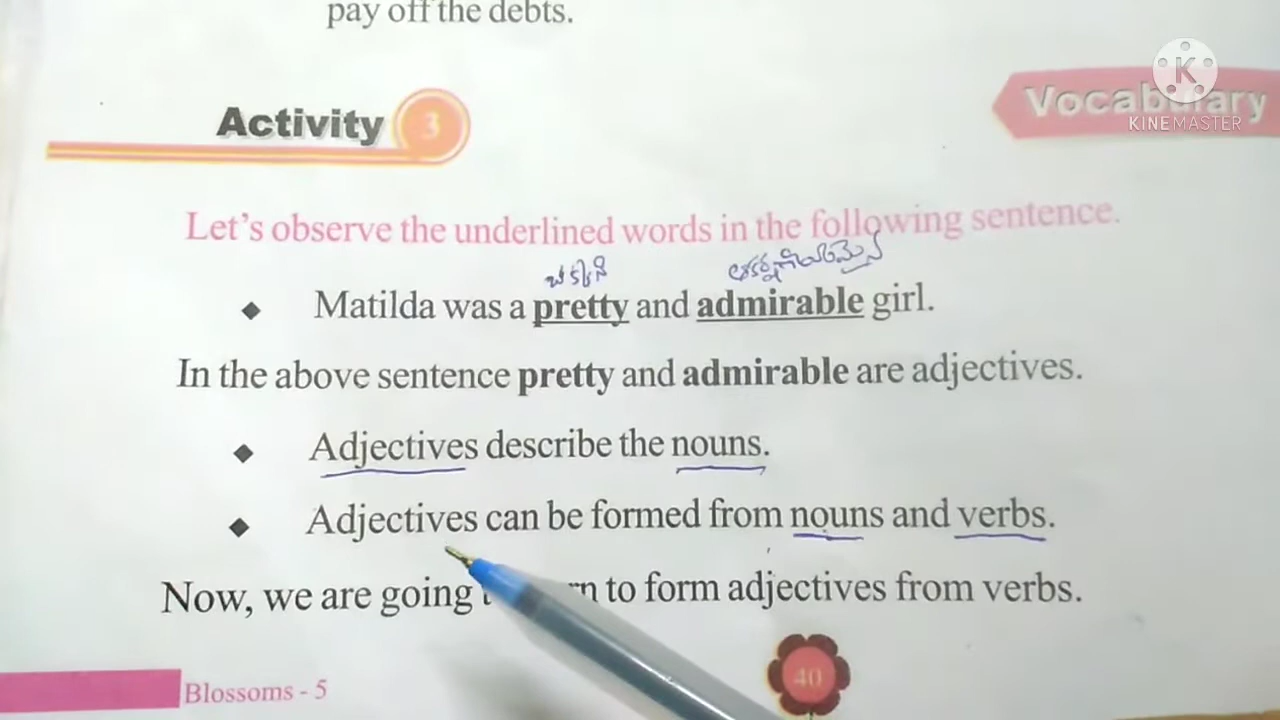 pay off the debts.
Activity 3
Vocabulary
K
KINEMASTER
Let's observe the underlined words in the following sentence.
చక్కని ఆకర్షణీయమైన
◆ Matilda was a pretty and admirable girl.
In the above sentence pretty and admirable are adjectives.
◆ Adjectives describe the nouns.
◆ Adjectives can be formed from nouns and verbs.
Now, we are going to form adjectives from verbs.
40
Blossoms - 5